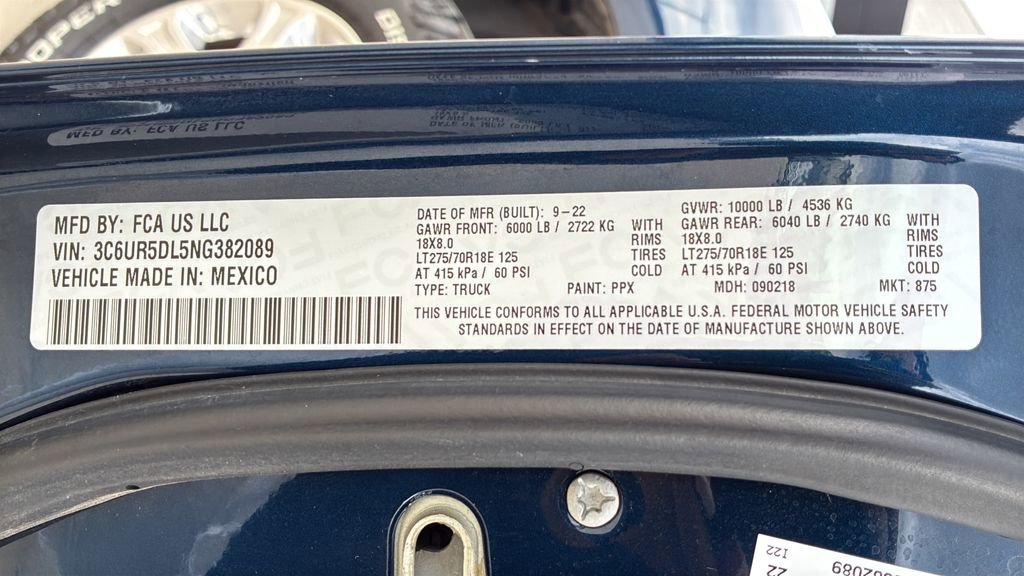 OOPER
MFD BY: FCA US LLC
VIN: 3C6UR5DL5NG382089
VEHICLE MADE IN: MEXICO
DATE OF MFR (BUILT): 9-22
GVWR: 10000 LB / 4536 KG
GAWR FRONT: 6000 LB / 2722 KG WITH
GAWR REAR: 6040 LB / 2740 KG WITH
18X8.0 RIMS
18X8.0 RIMS
LT275/70R18E 125 TIRES
LT275/70R18E 125 TIRES
AT 415 kPa / 60 PSI COLD
AT 415 kPa / 60 PSI COLD
TYPE: TRUCK PAINT: PPX MDH: 090218 MKT: 875
THIS VEHICLE CONFORMS TO ALL APPLICABLE U.S.A. FEDERAL MOTOR VEHICLE SAFETY
STANDARDS IN EFFECT ON THE DATE OF MANUFACTURE SHOWN ABOVE.
22
122
82089